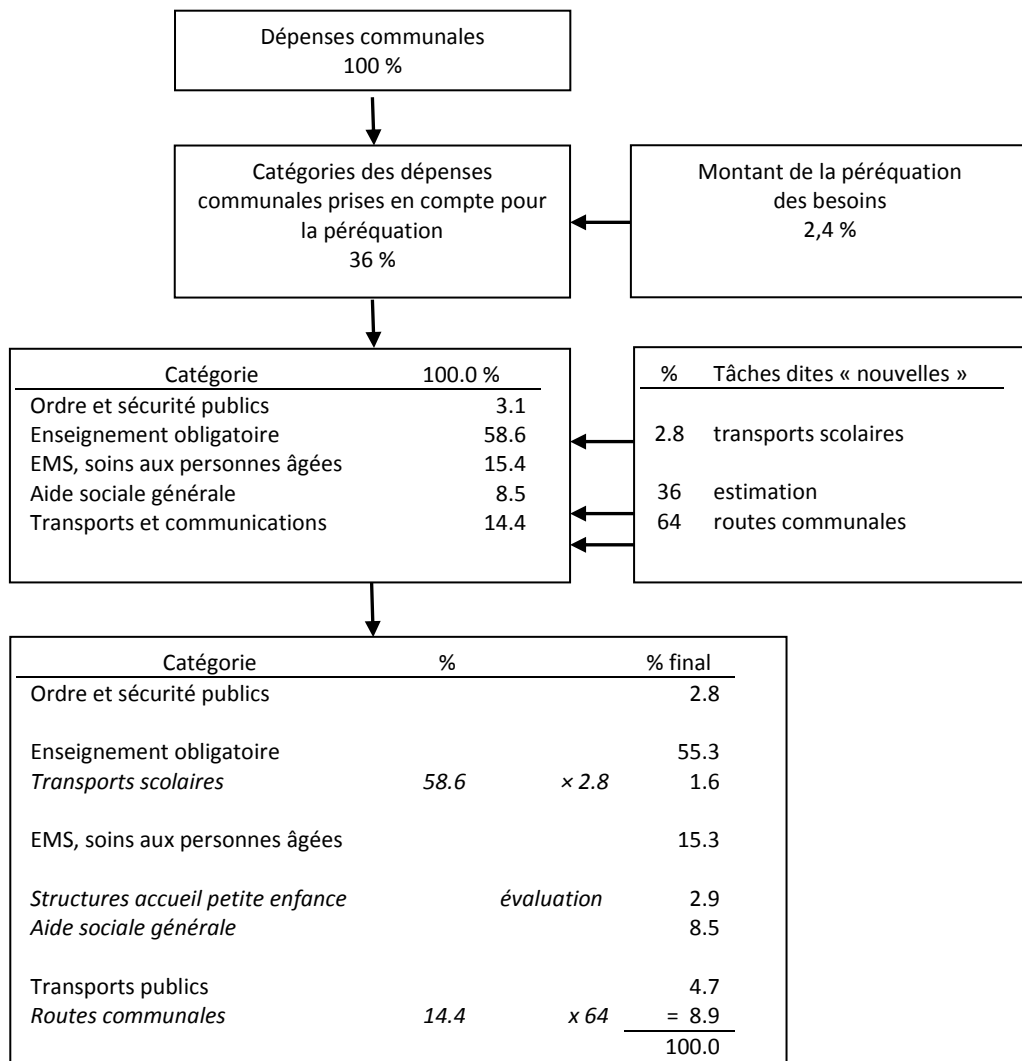 Dépenses communales
100 %
Catégories des dépenses
communales prises en compte pour
la péréquation
36 %
Montant de la péréquation
des besoins
2,4 %
Catégorie 100.0 %
Ordre et sécurité publics 3.1
Enseignement obligatoire 58.6
EMS, soins aux personnes âgées 15.4
Aide sociale générale 8.5
Transports et communications 14.4
% Tâches dites « nouvelles »
2.8 transports scolaires
36 estimation
64 routes communales
Catégorie % % final
Ordre et sécurité publics 2.8
Enseignement obligatoire 55.3
Transports scolaires 58.6 × 2.8 1.6
EMS, soins aux personnes âgées 15.3
Structures accueil petite enfance évaluation 2.9
Aide sociale générale 8.5
Transports publics 4.7
Routes communales 14.4 x 64 = 8.9
100.0